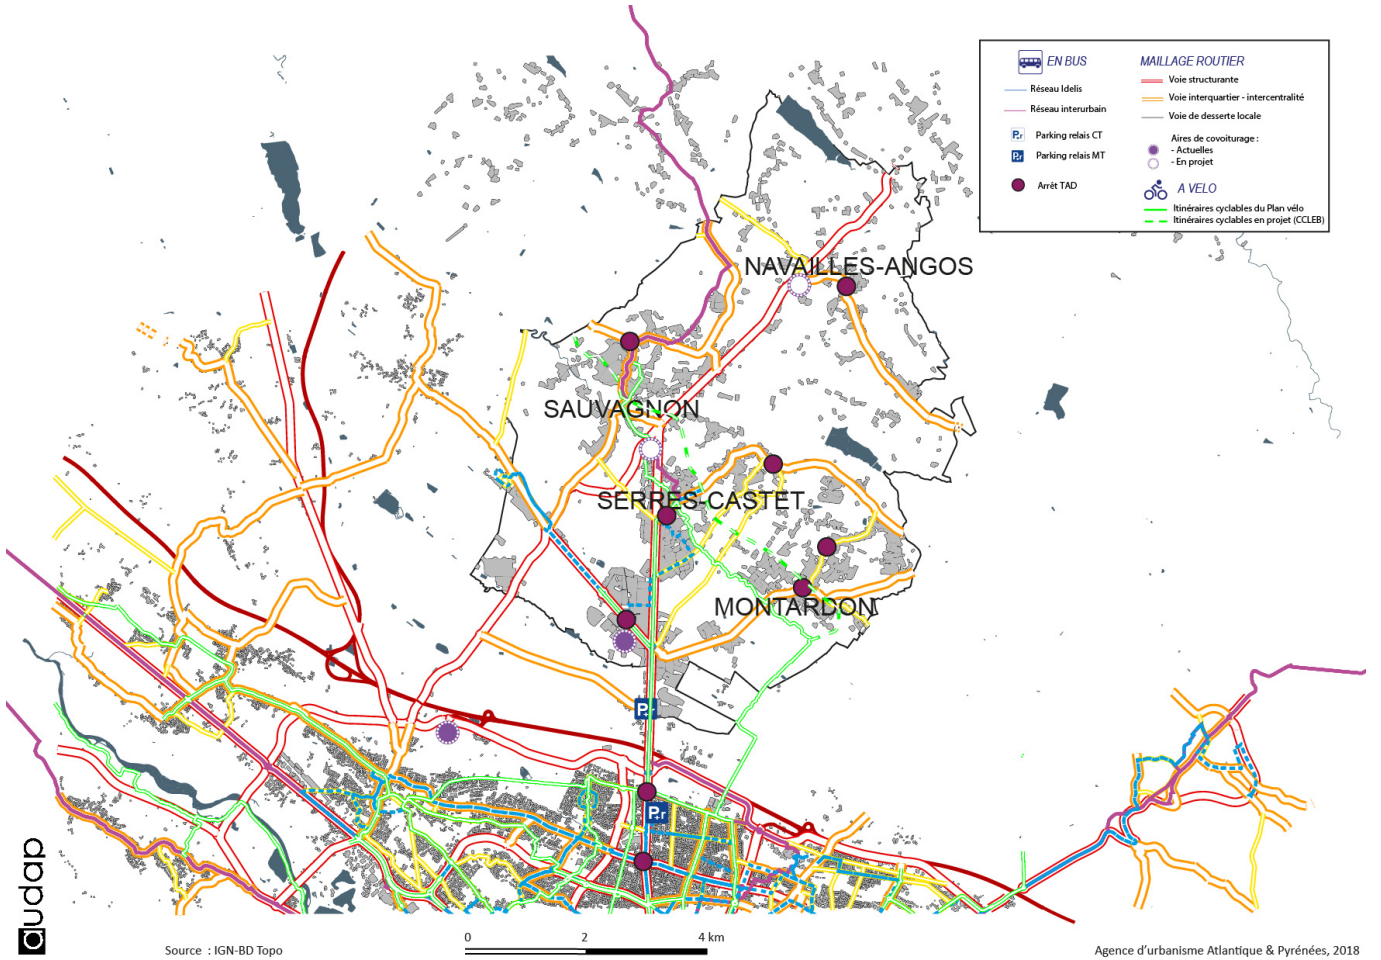 EN BUS
Réseau Idelis
Réseau interurbain
P+r Parking relais CT
P+r Parking relais MT
Arrêt TAD
MAILLAGE ROUTIER
Voie structurante
Voie interquartier - intercentralité
Voie de desserte locale
Aires de covoiturage :
- Actuelles
- En projet
A VELO
Itinéraires cyclables du Plan vélo
Itinéraires cyclables en projet (CCLEB)
NAVAILLES-ANGOS
SAUVAGNON
SERRES-CASTET
MONTARDON
P+r
P+r
audap
Source : IGN-BD Topo
0 2 4 km
Agence d'urbanisme Atlantique & Pyrénées, 2018